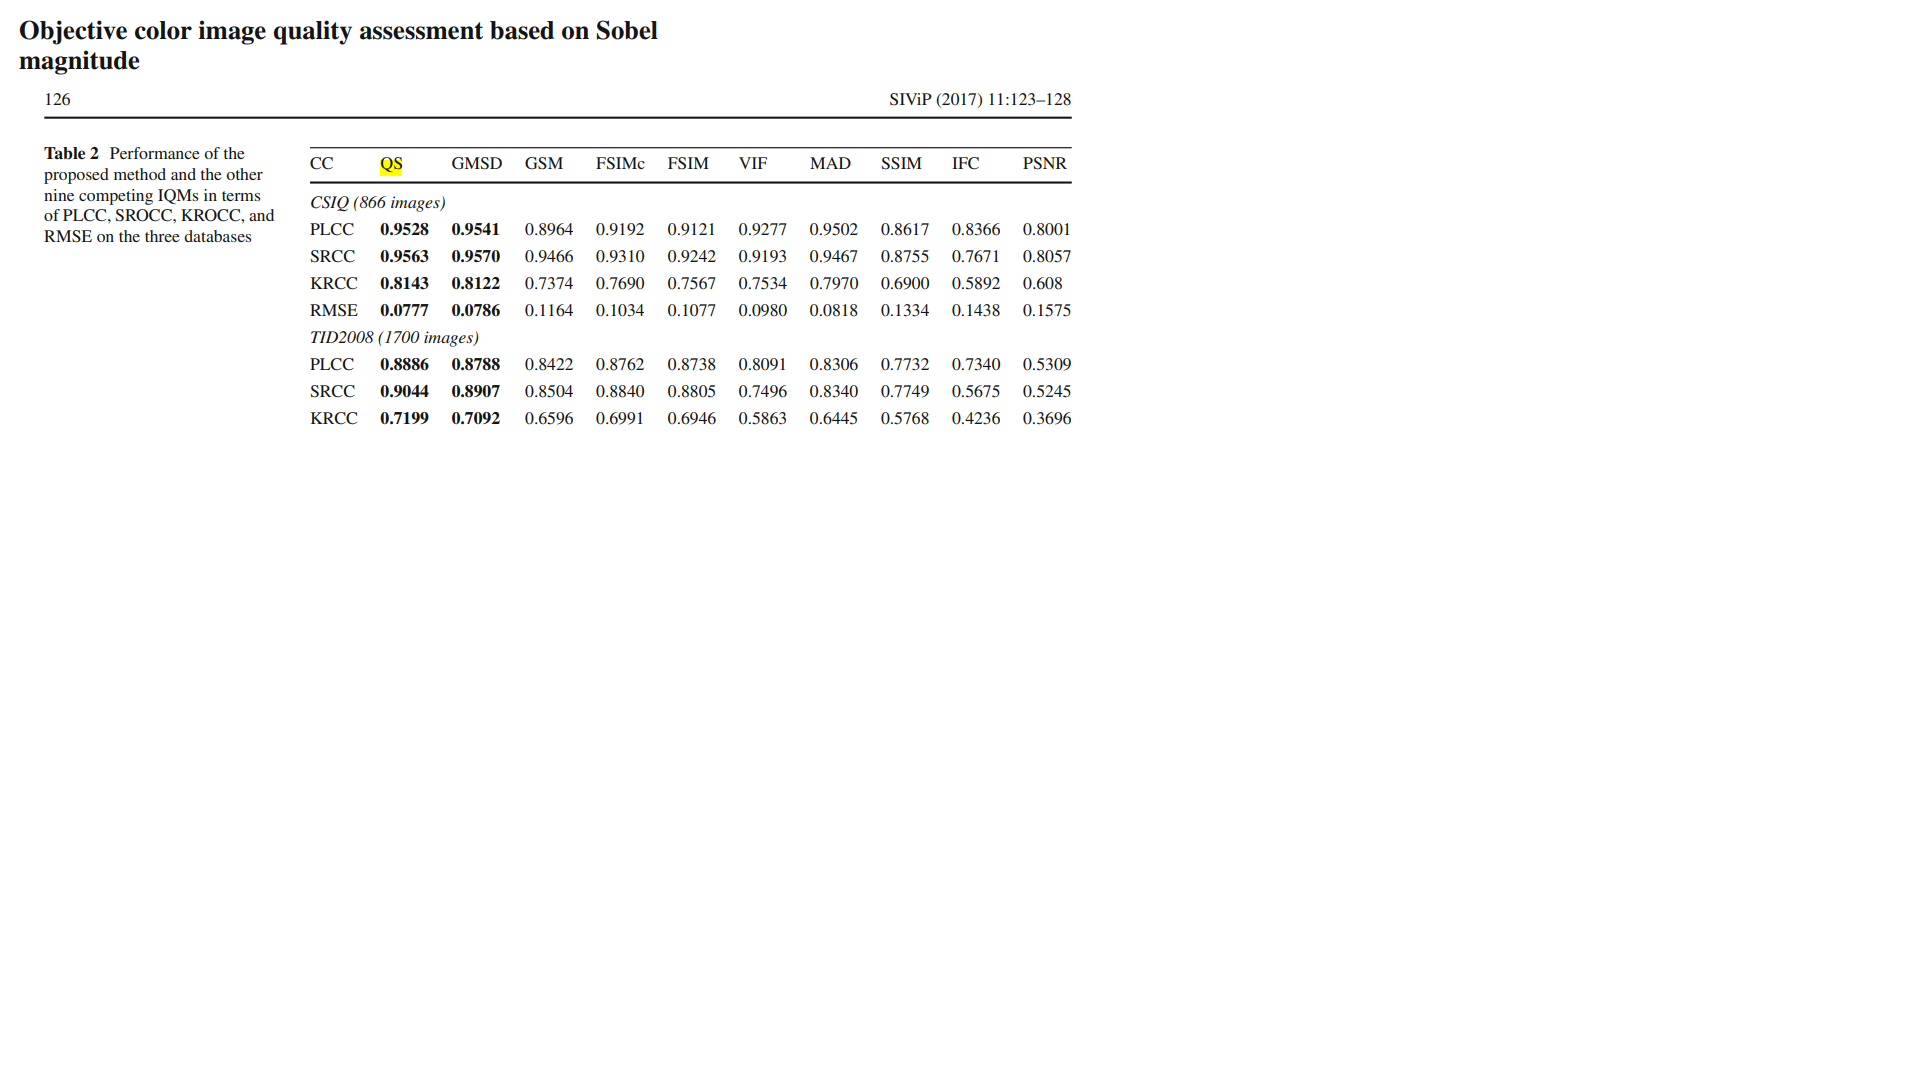 Objective color image quality assessment based on Sobel
magnitude
126 SIViP (2017) 11:123–128
Table 2 Performance of the
proposed method and the other
nine competing IQMs in terms
of PLCC, SROCC, KROCC, and
RMSE on the three databases
CC QS GMSD GSM FSIMc FSIM VIF MAD SSIM IFC PSNR
CSIQ (866 images)
PLCC 0.9528 0.9541 0.8964 0.9192 0.9121 0.9277 0.9502 0.8617 0.8366 0.8001
SRCC 0.9563 0.9570 0.9466 0.9310 0.9242 0.9193 0.9467 0.8755 0.7671 0.8057
KRCC 0.8143 0.8122 0.7374 0.7690 0.7567 0.7534 0.7970 0.6900 0.5892 0.608
RMSE 0.0777 0.0786 0.1164 0.1034 0.1077 0.0980 0.0818 0.1334 0.1438 0.1575
TID2008 (1700 images)
PLCC 0.8886 0.8788 0.8422 0.8762 0.8738 0.8091 0.8306 0.7732 0.7340 0.5309
SRCC 0.9044 0.8907 0.8504 0.8840 0.8805 0.7496 0.8340 0.7749 0.5675 0.5245
KRCC 0.7199 0.7092 0.6596 0.6991 0.6946 0.5863 0.6445 0.5768 0.4236 0.3696